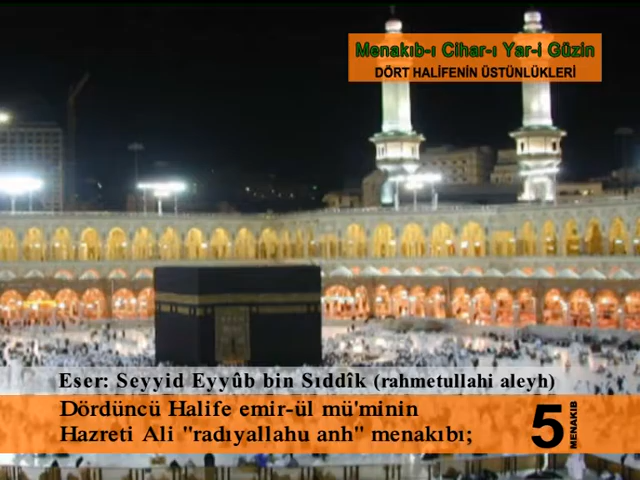 Menakıb-ı Cihar-ı Yar-i Güzin
DÖRT HALİFENİN ÜSTÜNLÜKLERİ
Eser: Seyyid Eyyûb bin Sıddîk (rahmetullahi aleyh)
Dördüncü Halife emir-ül mü'minin
Hazreti Ali "radıyallahu anh" menakıbı;
5 MENAKIB